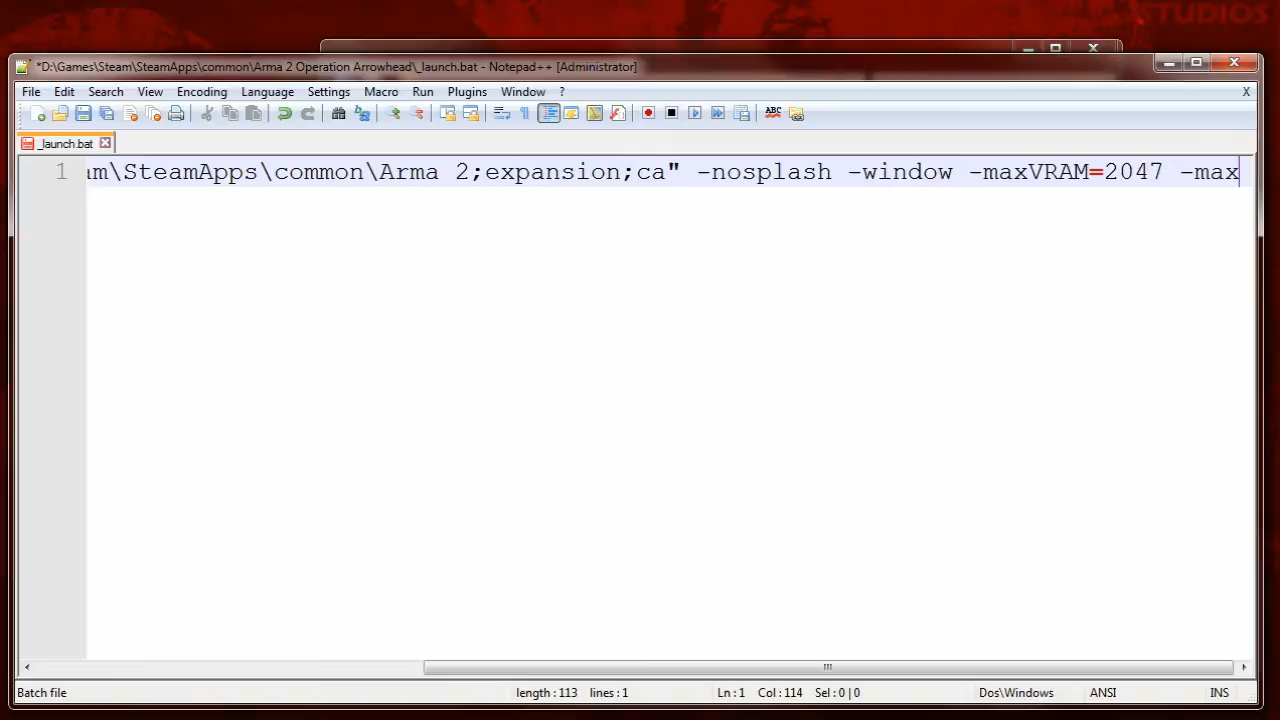 STUDIOS
*D:\Games\Steam\SteamApps\common\Arma 2 Operation Arrowhead\_launch.bat - Notepad++ [Administrator]
File Edit Search View Encoding Language Settings Macro Run Plugins Window ? X
ABC
_launch.bat
1 am\SteamApps\common\Arma 2;expansion;ca" -nosplash -window -maxVRAM=2047 -max
Batch file length : 113 lines : 1 Ln : 1 Col : 114 Sel : 0 | 0 Dos\Windows ANSI INS